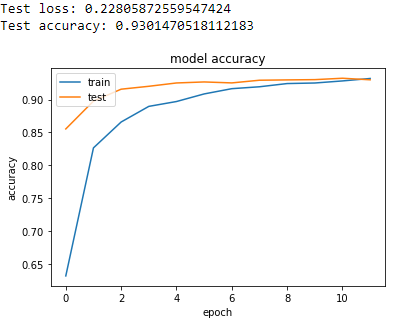 Test loss: 0.22805872559547424
Test accuracy: 0.9301470518112183
model accuracy
train
test
0.90
0.85
0.80
0.75
0.70
0.65
accuracy
0 2 4 6 8 10
epoch